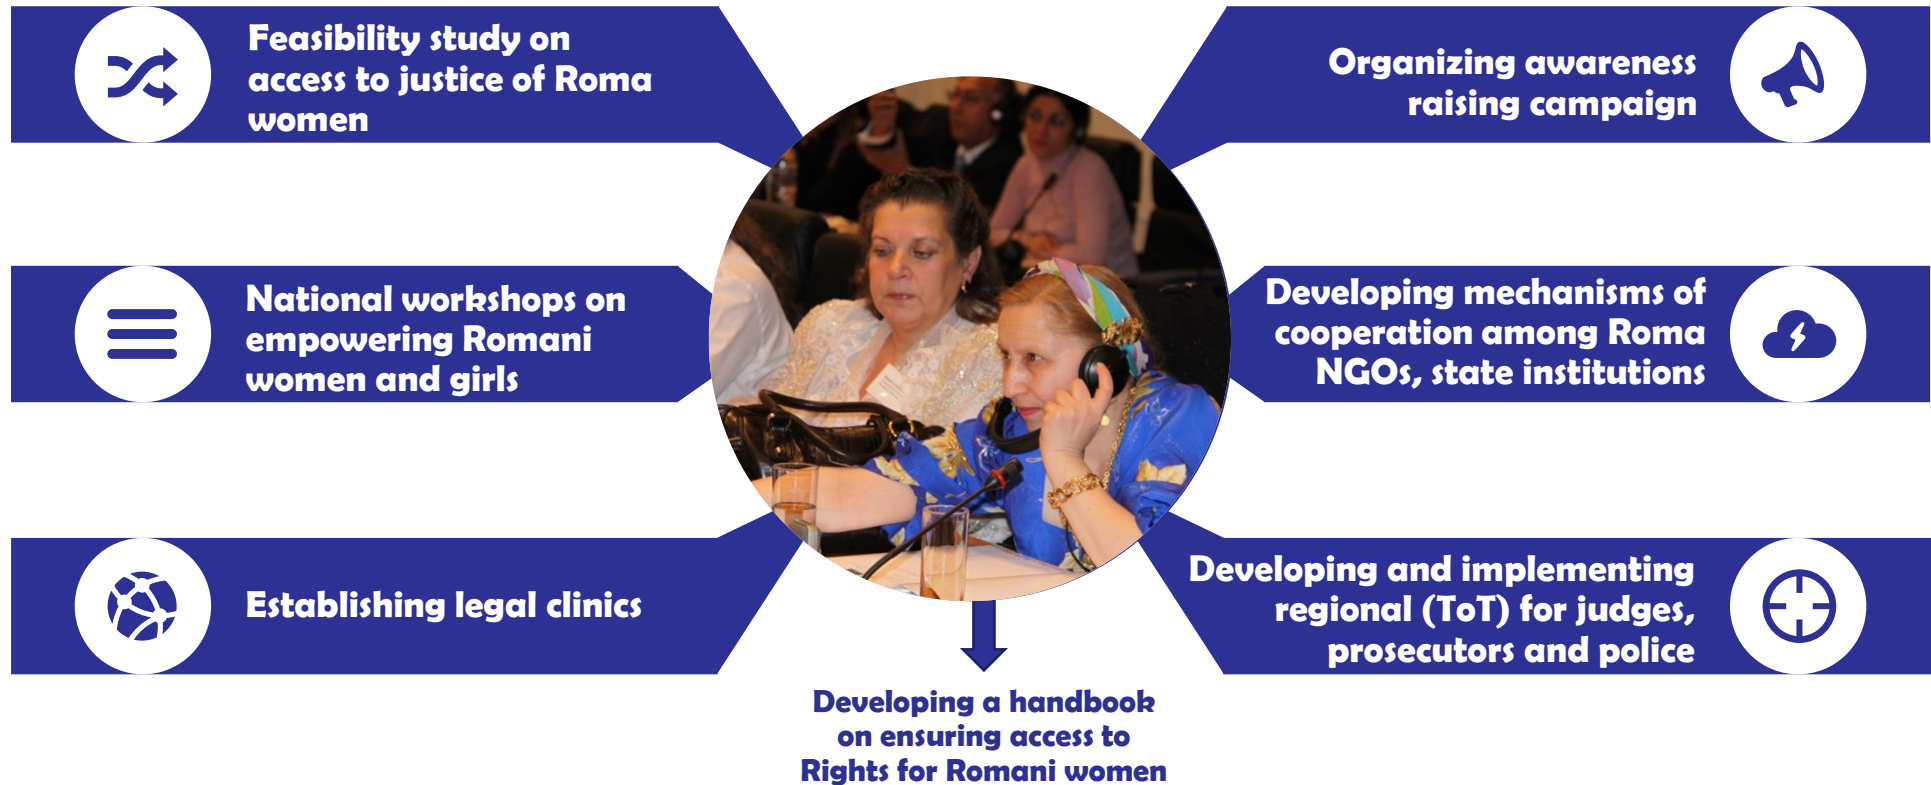 Feasibility study on
access to justice of Roma
women
National workshops on
empowering Romani
women and girls
Establishing legal clinics
Organizing awareness
raising campaign
Developing mechanisms of
cooperation among Roma
NGOs, state institutions
Developing and implementing
regional (ToT) for judges,
prosecutors and police
Developing a handbook
on ensuring access to
Rights for Romani women